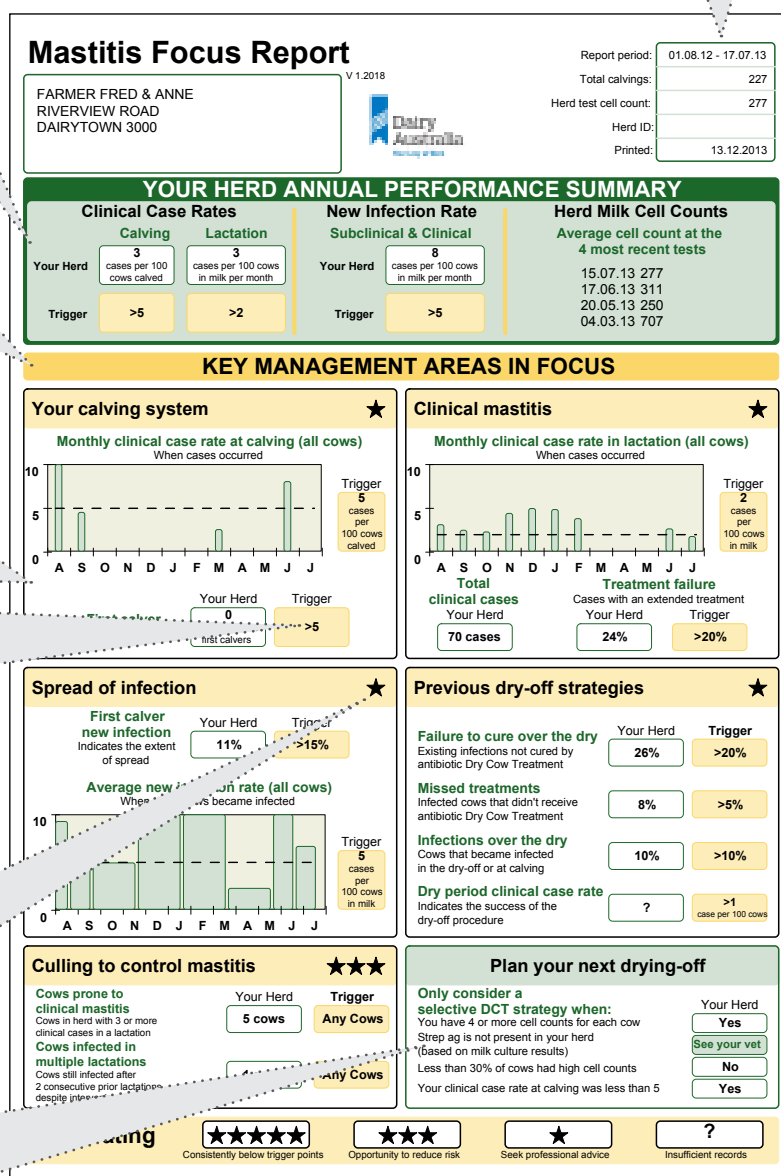 Mastitis Focus Report
V 1.2018
FARMER FRED & ANNE
RIVERVIEW ROAD
DAIRYTOWN 3000
Dairy
Australia
Report period: 01.08.12 - 17.07.13
Total calvings: 227
Herd test cell count: 277
Herd ID:
Printed: 13.12.2013
YOUR HERD ANNUAL PERFORMANCE SUMMARY
Clinical Case Rates
Calving Lactation
Your Herd
3
cases per 100
cows calved
3
cases per 100 cows
in milk per month
Trigger >5 >2
New Infection Rate
Subclinical & Clinical
Your Herd
8
cases per 100 cows
in milk per month
Trigger >5
Herd Milk Cell Counts
Average cell count at the
4 most recent tests
15.07.13 277
17.06.13 311
20.05.13 250
04.03.13 707
KEY MANAGEMENT AREAS IN FOCUS
Your calving system
Monthly clinical case rate at calving (all cows)
When cases occurred
10
5
0
A S O N D J F M A M J J
Trigger
5
cases
per
100 cows
calved
Your Herd Trigger
0
first calvers
>5
Clinical mastitis
Monthly clinical case rate in lactation (all cows)
When cases occurred
10
5
0
A S O N D J F M A M J J
Trigger
2
cases
per
100 cows
in milk
Total
clinical cases
Your Herd
70 cases
Treatment failure
Cases with an extended treatment
Your Herd Trigger
24% >20%
Spread of infection
First calver
new infection
Indicates the extent
of spread
Your Herd Trigger
11% >15%
Average new rate (all cows)
When became infected
10
5
0
A S O N D J F M A M J J
Trigger
5
cases
per
100 cows
in milk
Previous dry-off strategies
Your Herd Trigger
Failure to cure over the dry
Existing infections not cured by
antibiotic Dry Cow Treatment
26% >20%
Missed treatments
Infected cows that didn't receive
antibiotic Dry Cow Treatment
8% >5%
Infections over the dry
Cows that became infected
in the dry-off or at calving
10% >10%
Dry period clinical case rate
Indicates the success of the
dry-off procedure
?
>1
case per 100 cows
Culling to control mastitis
Your Herd Trigger
Cows prone to
clinical mastitis
Cows in herd with 3 or more
clinical cases in a lactation
5 cows Any Cows
Cows infected in
multiple lactations
Cows still infected after
2 consecutive prior lactations
despite
Any Cows
Plan your next drying-off
Only consider a
selective DCT strategy when:
Your Herd
You have 4 or more cell counts for each cow Yes
Strep ag is not present in your herd
(based on milk culture results)
See your vet
Less than 30% of cows had high cell counts No
Your clinical case rate at calving was less than 5 Yes
Consistently below trigger points
Opportunity to reduce risk
Seek professional advice
?
Insufficient records